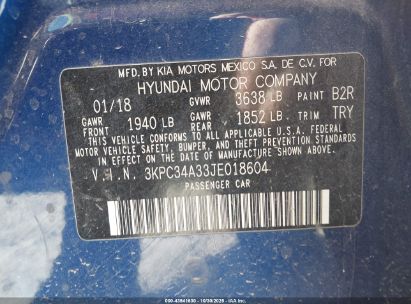 MFD.BY KIA MOTORS MEXICO S.A. DE C.V. FOR
HYUNDAI MOTOR COMPANY
01/18 GVWR 3638 LB PAINT B2R
GAWR FRONT 1940 LB GAWR REAR 1852 LB TRIM TRY
THIS VEHICLE CONFORMS TO ALL APPLICABLE U.S. FEDERAL MOTOR VEHICLE
SAFETY, BUMPER, AND THEFT PREVENTION STANDARDS
IN EFFECT ON THE DATE OF MANUFACTURE SHOWN ABOVE.
V.I.N. 3KPC34A33JE018604
PASSENGER CAR